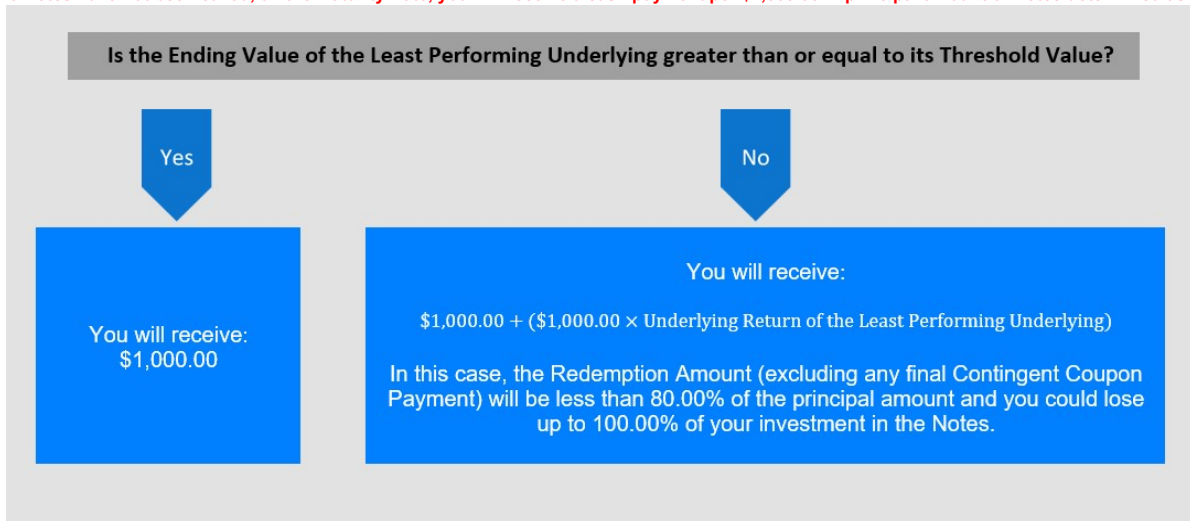 Is the Ending Value of the Least Performing Underlying greater than or equal to its Threshold Value?
Yes
No
You will receive:
$1,000.00
You will receive:
$1,000.00 + ($1,000.00 × Underlying Return of the Least Performing Underlying)
In this case, the Redemption Amount (excluding any final Contingent Coupon
Payment) will be less than 80.00% of the principal amount and you could lose
up to 100.00% of your investment in the Notes.